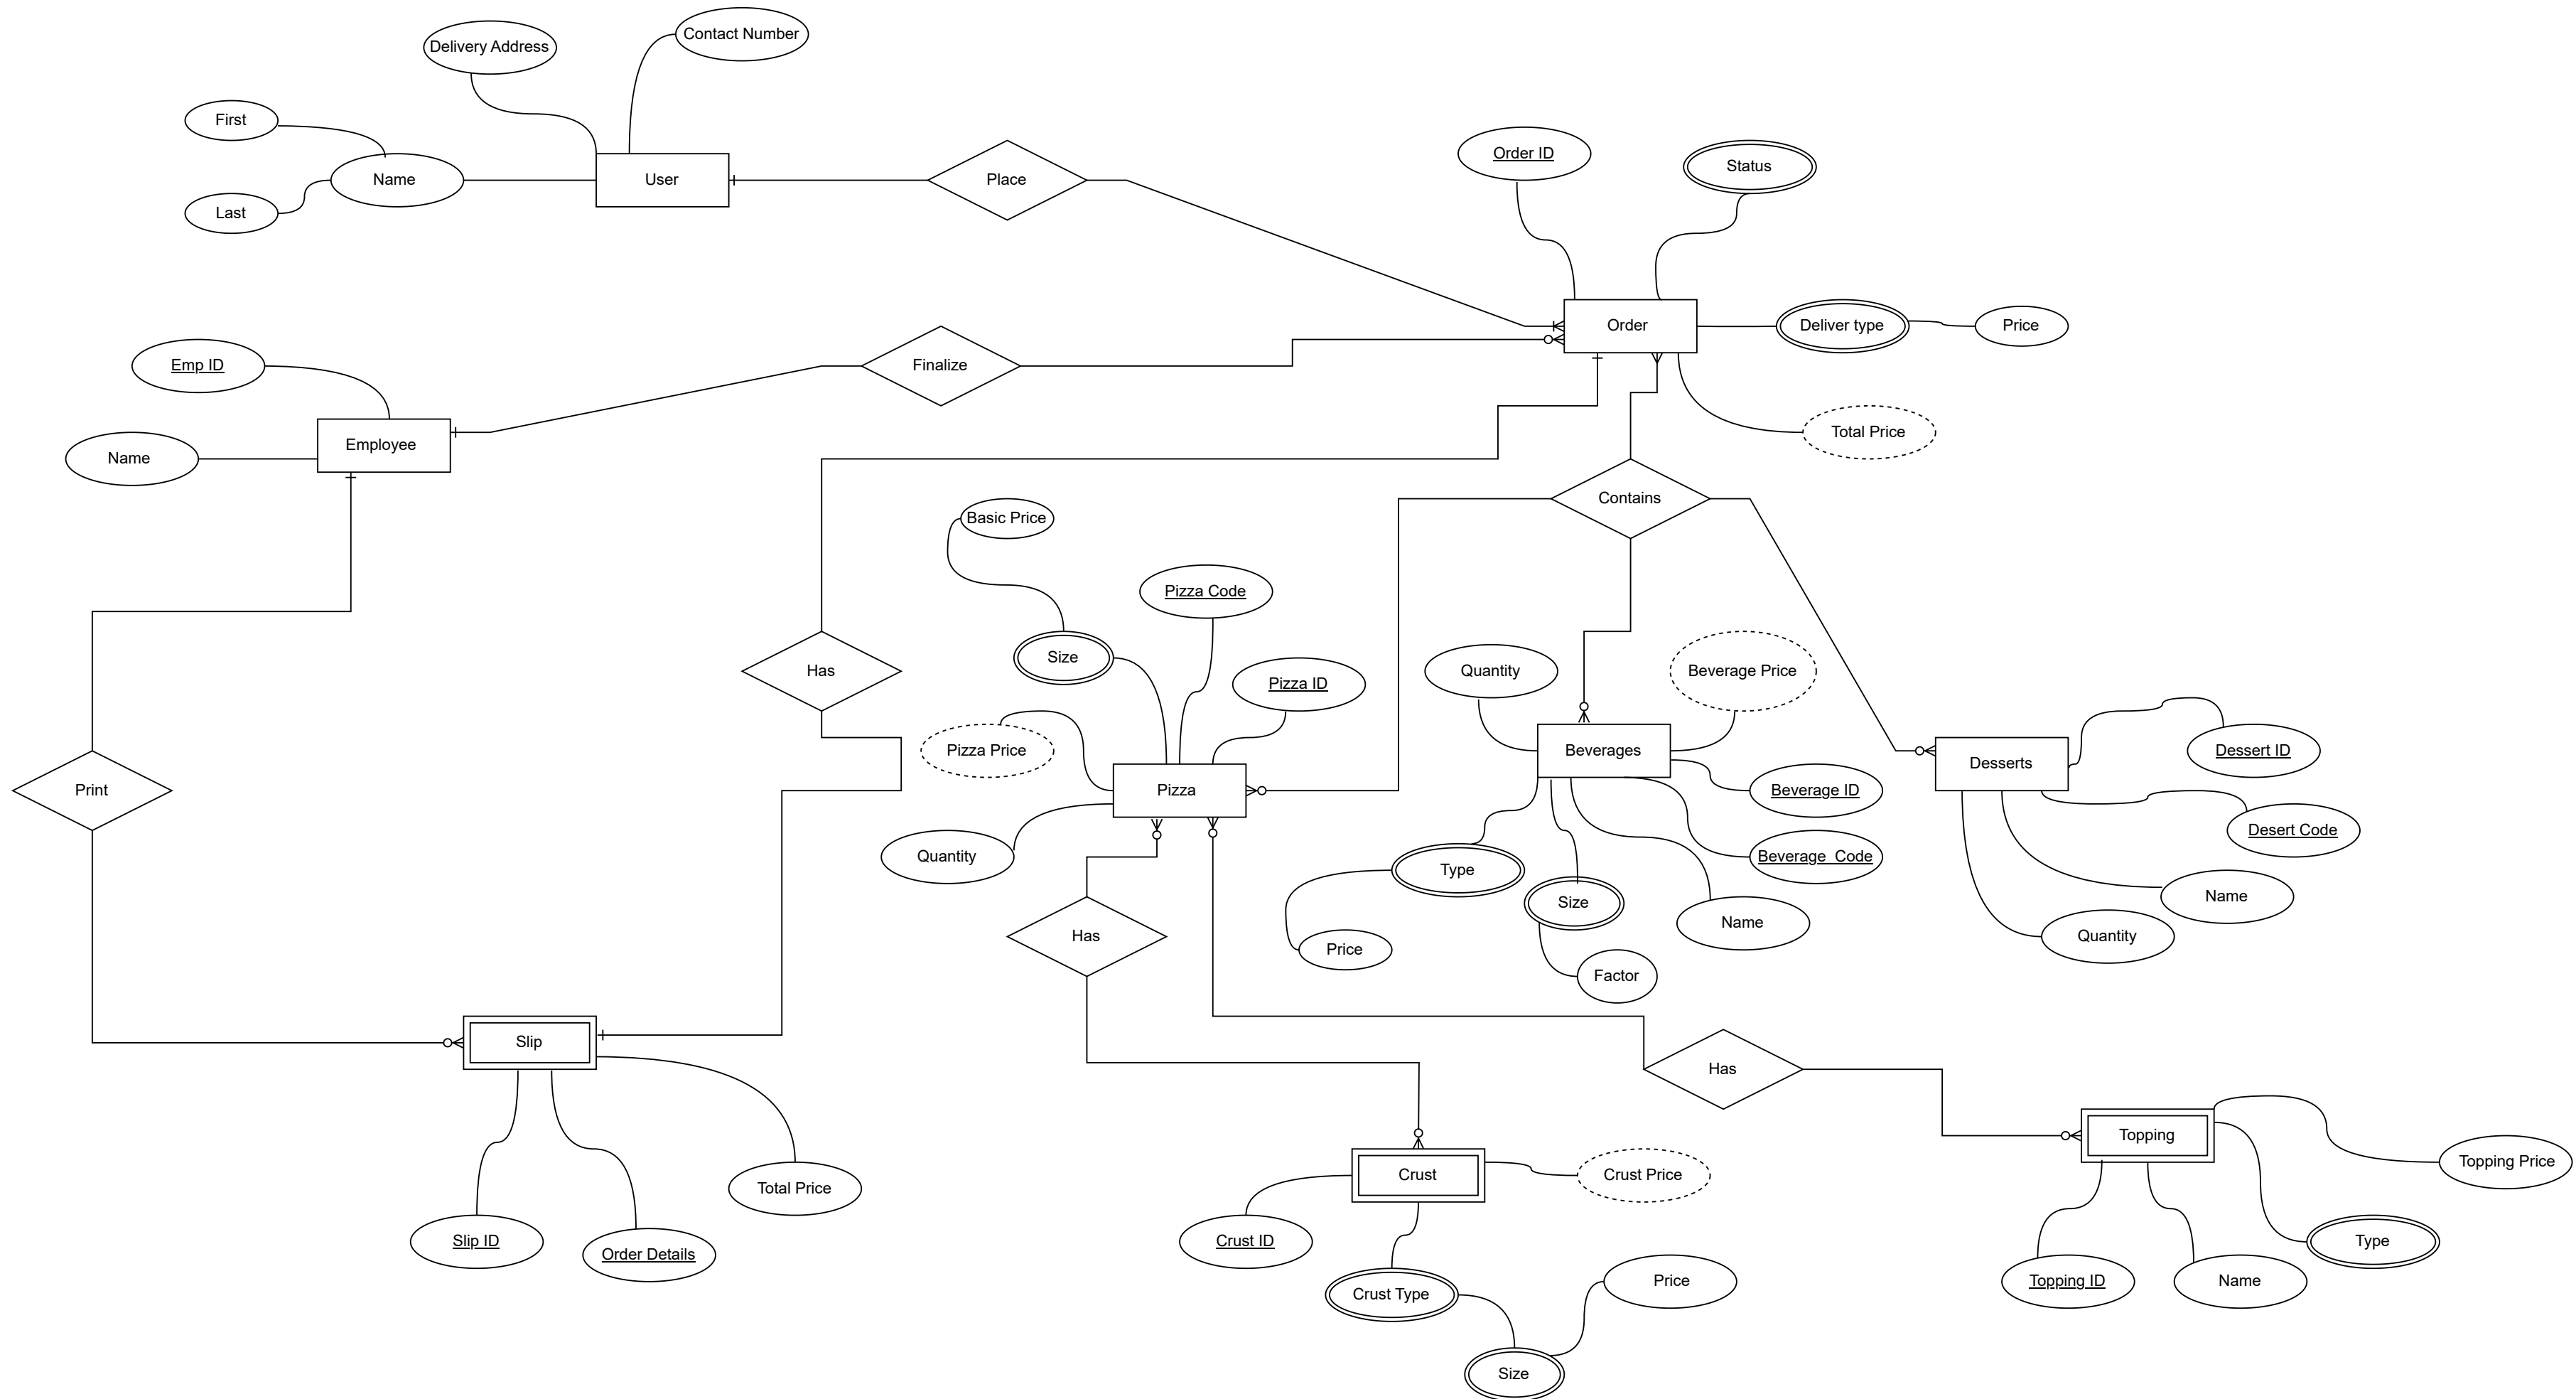 Contact Number
Delivery Address
First
Name
User
Place
Last
Order ID
Status
Order
Deliver type
Price
Emp ID
Finalize
Employee
Name
Total Price
Contains
Basic Price
Pizza Code
Size
Has
Quantity
Beverage Price
Pizza ID
Pizza Price
Beverages
Dessert ID
Desserts
Print
Pizza
Beverage ID
Desert Code
Quantity
Type
Beverage  Code
Name
Size
Name
Quantity
Has
Price
Factor
Slip
Has
Topping
Topping Price
Crust
Crust Price
Total Price
Slip ID
Order Details
Crust ID
Type
Crust Type
Price
Topping ID
Name
Size